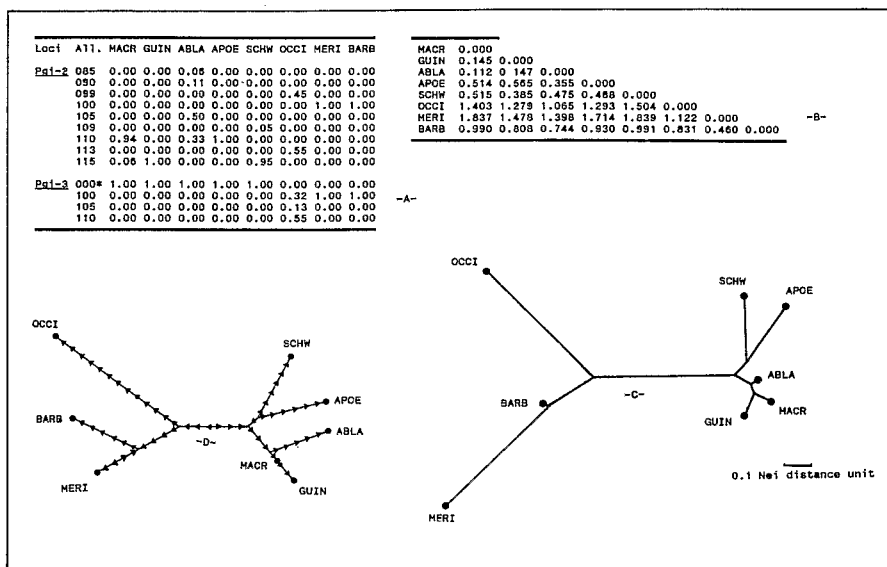 Loci All. MACR GUIN ABLA APOE SCHW OCCI MERI BARB
Pgi-2 085 0.00 0.00 0.06 0.00 0.00 0.00 0.00 0.00
090 0.00 0.00 0.11 0.00 0.00 0.00 0.00 0.00
099 0.00 0.00 0.00 0.00 0.00 0.45 0.00 0.00
100 0.00 0.00 0.00 0.00 0.00 0.00 1.00 1.00
105 0.00 0.00 0.50 0.00 0.00 0.00 0.00 0.00
109 0.00 0.00 0.00 0.00 0.05 0.00 0.00 0.00
110 0.94 0.00 0.33 1.00 0.00 0.00 0.00 0.00
113 0.00 0.00 0.00 0.00 0.00 0.55 0.00 0.00
115 0.06 1.00 0.00 0.00 0.95 0.00 0.00 0.00
Pgi-3 000* 1.00 1.00 1.00 1.00 1.00 0.00 0.00 0.00
100 0.00 0.00 0.00 0.00 0.00 0.32 1.00 1.00
105 0.00 0.00 0.00 0.00 0.00 0.13 0.00 0.00
110 0.00 0.00 0.00 0.00 0.00 0.55 0.00 0.00
-A-
MACR 0.000
GUIN 0.145 0.000
ABLA 0.112 0 147 0.000
APOE 0.514 0.565 0.355 0.000
SCHW 0.515 0.385 0.475 0.468 0.000
OCCI 1.403 1.279 1.065 1.293 1.504 0.000
MERI 1.837 1.478 1.398 1.714 1.839 1.122 0.000
BARB 0.990 0.808 0.744 0.930 0.991 0.831 0.460 0.000
-B-
OCCI
SCHW
APOE
BARB
-D-
ABLA
MACR
MERI
GUIN
OCCI
SCHW
APOE
ABLA
BARB
-C-
MACR
GUIN
0.1 Nei distance unit
MERI